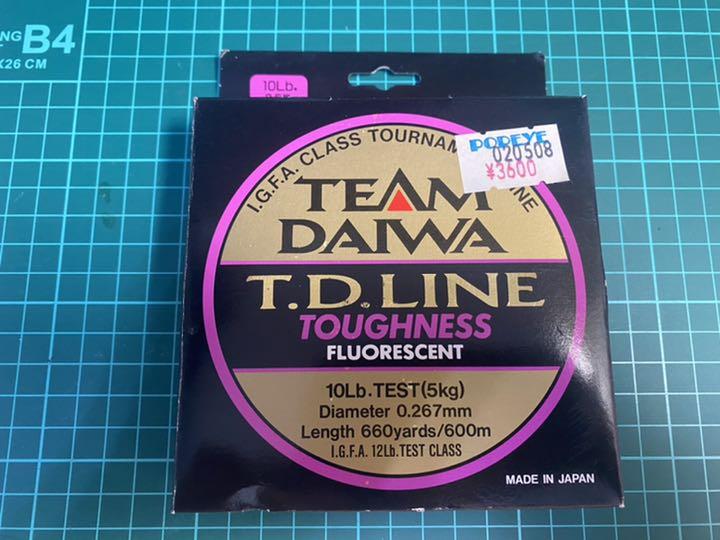 NG B4
X26 CM
10Lb.
I.G.F.A. CLASS TOURNAM
NE
POPEYE
020508
¥3600
TEAM
DAIWA
T.D.LINE
TOUGHNESS
FLUORESCENT
10Lb.TEST(5kg)
Diameter 0.267mm
Length 660yards/600m
I.G.F.A. 12Lb.TEST CLASS
MADE IN JAPAN